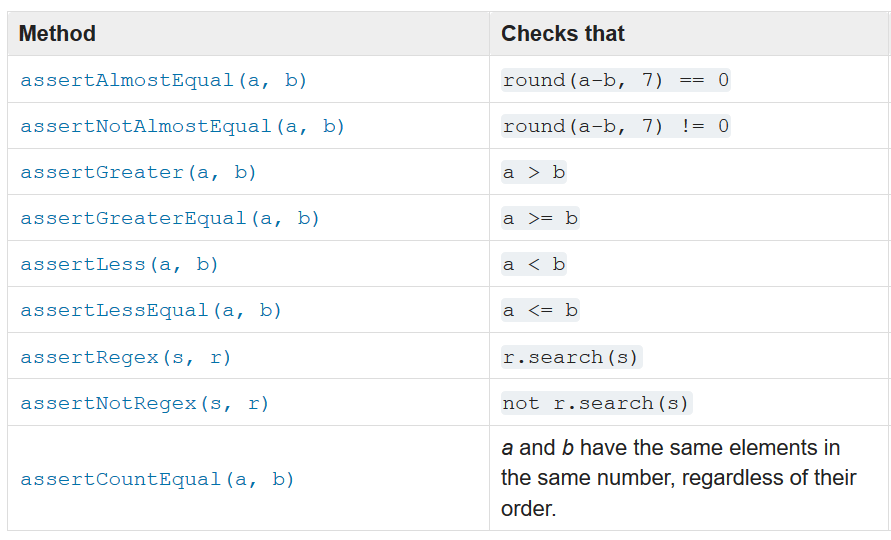 Method Checks that
assertAlmostEqual(a, b) round(a-b, 7) == 0
assertNotAlmostEqual(a, b) round(a-b, 7) != 0
assertGreater(a, b) a > b
assertGreaterEqual(a, b) a >= b
assertLess(a, b) a < b
assertLessEqual(a, b) a <= b
assertRegex(s, r) r.search(s)
assertNotRegex(s, r) not r.search(s)
assertCountEqual(a, b) a and b have the same elements in
the same number, regardless of their
order.